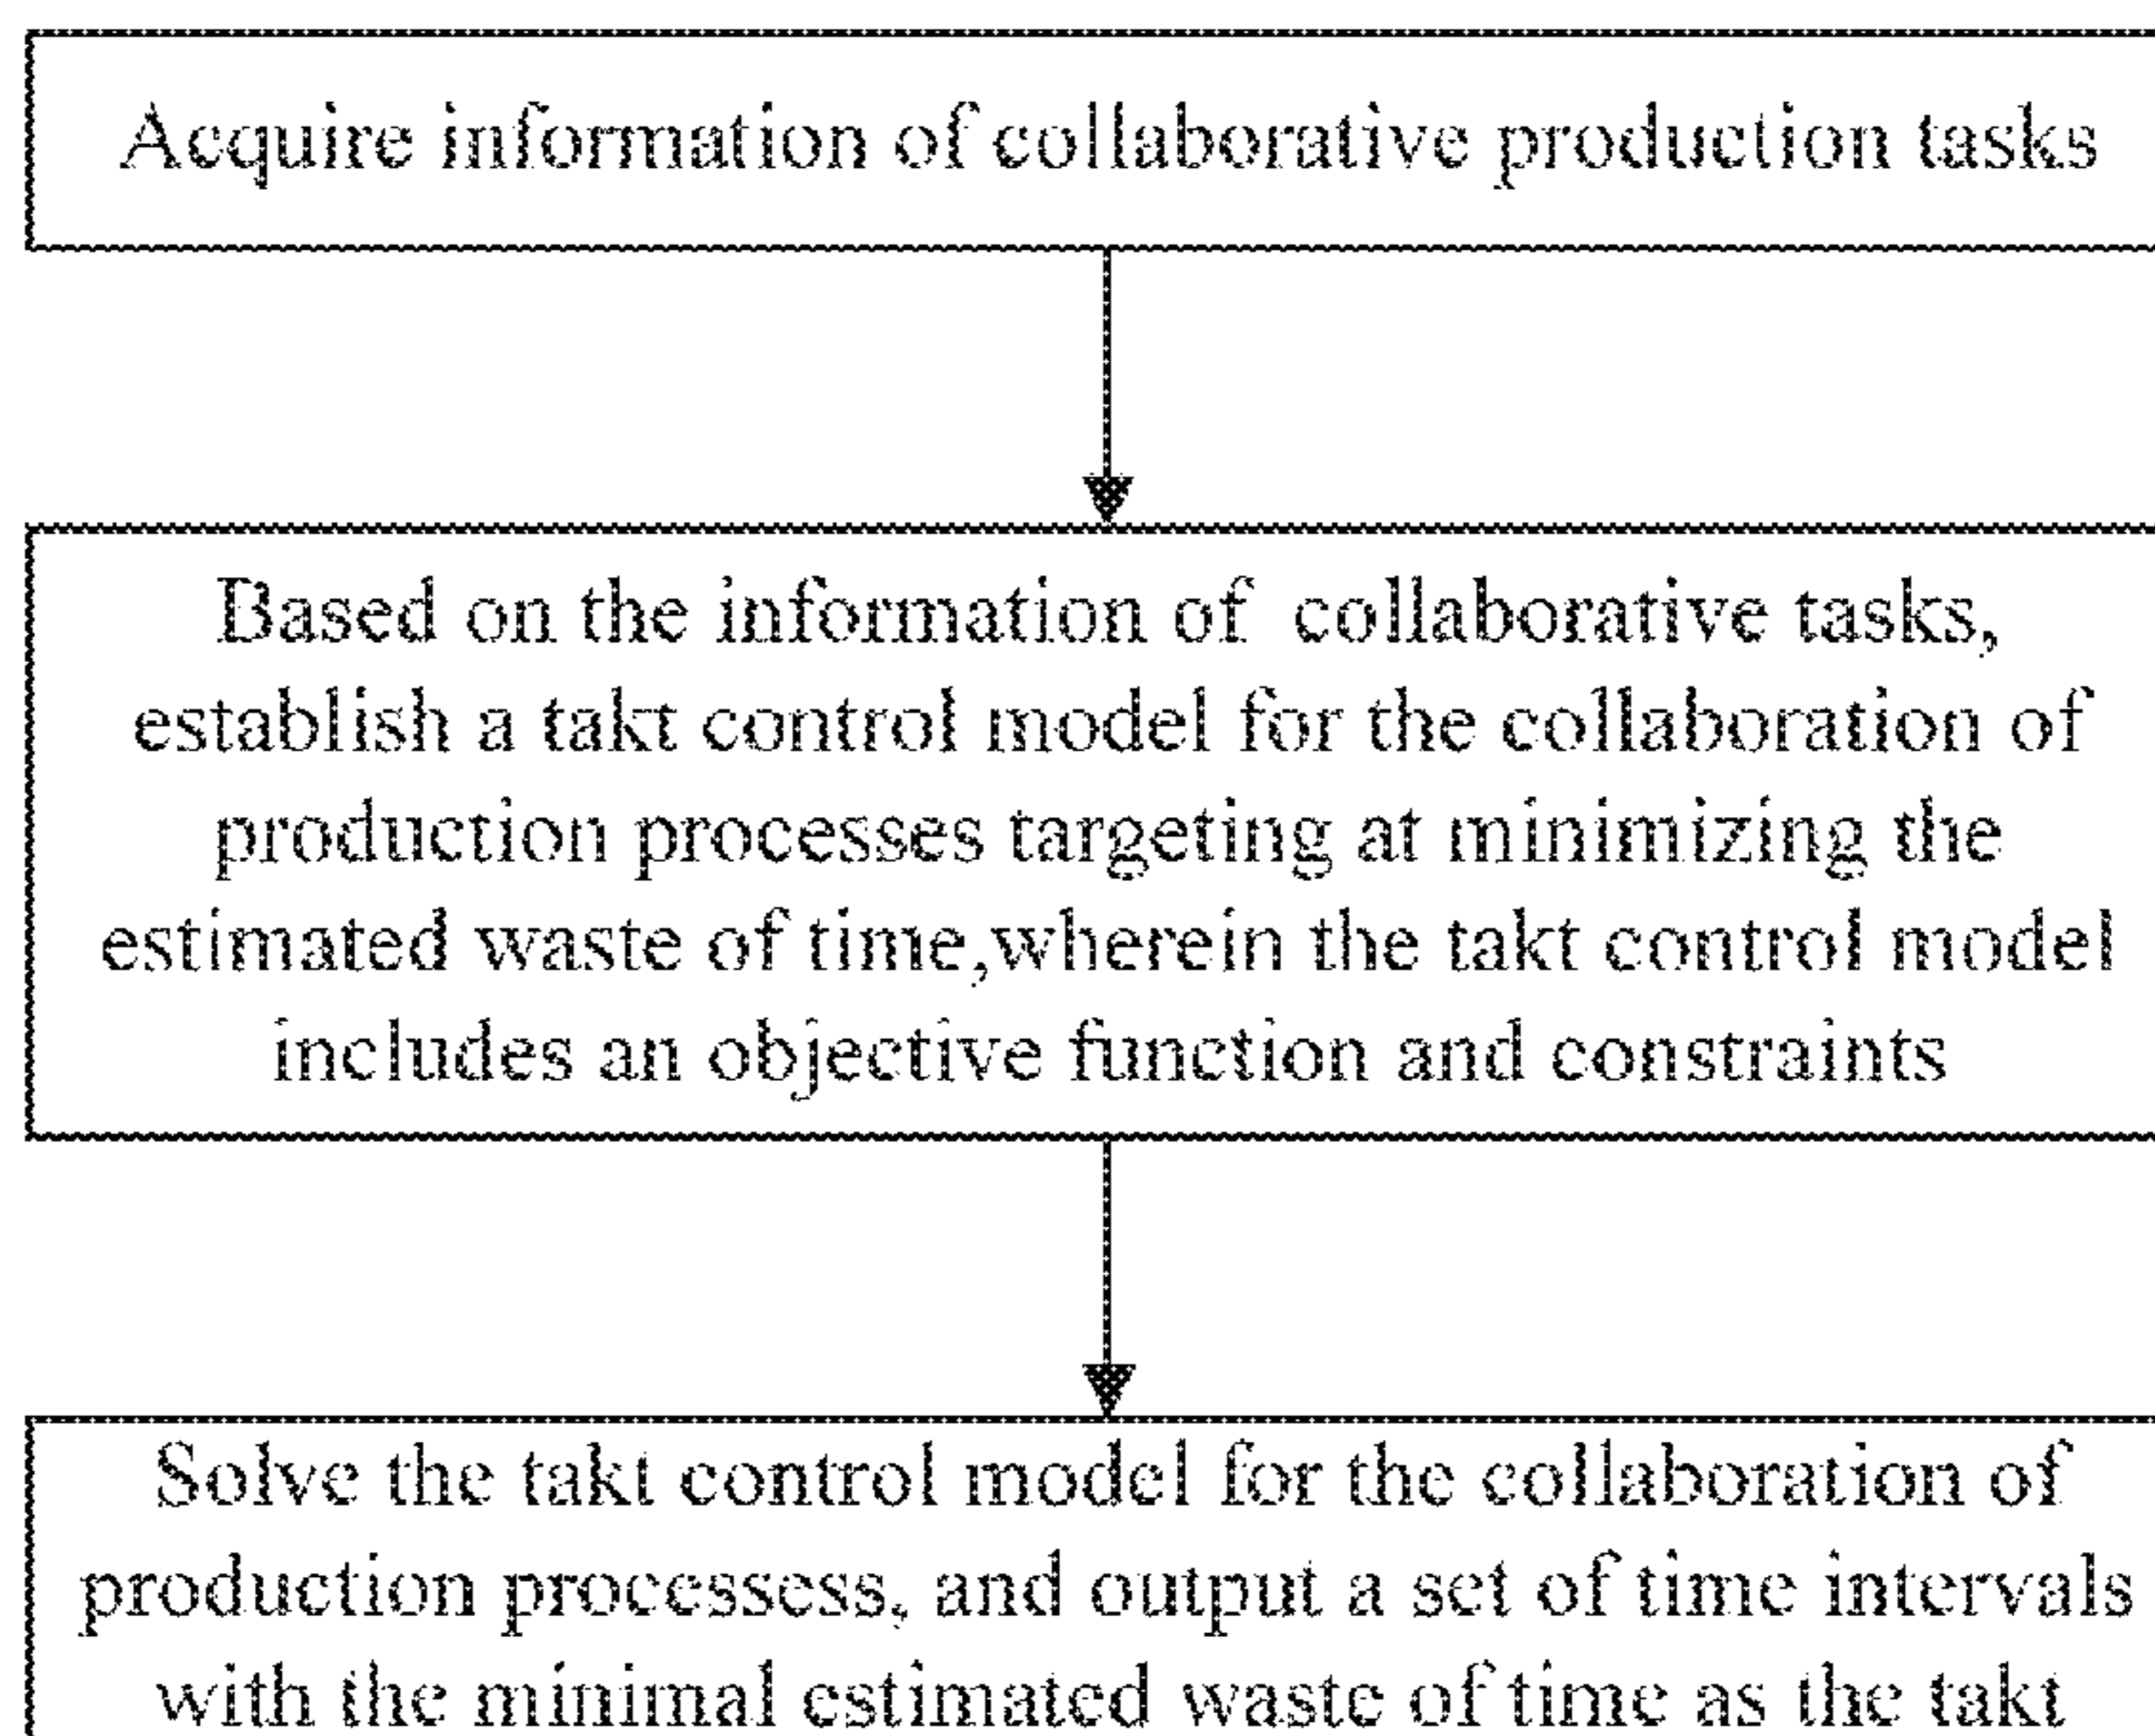 Acquire information of collaborative production tasks
Based on the information of collaborative tasks,
establish a takt control model for the collaboration of
production processes targeting at minimizing the
estimated waste of time,wherein the takt control model
includes an objective function and constraints
Solve the takt control model for the collaboration of
production processess, and output a set of time intervals
with the minimal estimated waste of time as the takt